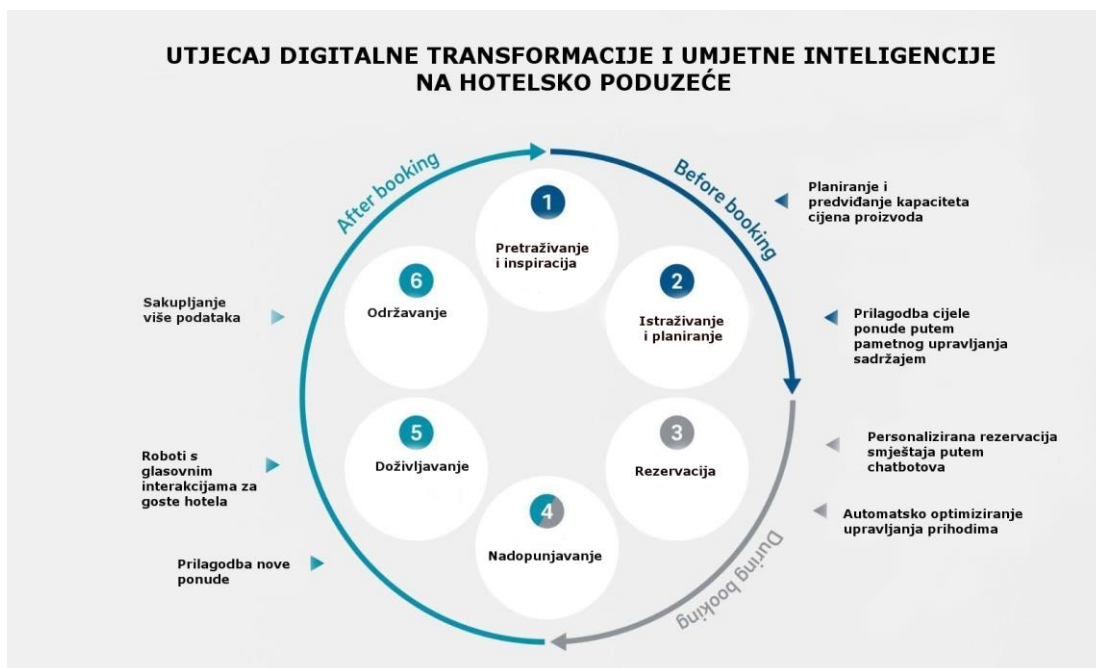 UTJECAJ DIGITALNE TRANSFORMACIJE I UMJETNE INTELIGENCIJE
NA HOTELSKO PODUZEĆE
After booking
Before booking
1
Pretraživanje
i inspiracija
Planiranje i
predviđanje kapaciteta
cijena proizvoda
2
Istraživanje
i planiranje
Prilagodba cijele
ponude putem
pametnog upravljanja
sadržajem
3
Rezervacija
Personalizirana rezervacija
smještaja putem
chatbotova
Automatsko optimiziranje
upravljanja prihodima
During booking
4
Nadopunjavanje
Prilagodba nove
ponude
5
Doživljavanje
Roboti s
glasovnim
interakcijama za
goste hotela
6
Održavanje
Sakupljanje
više podataka